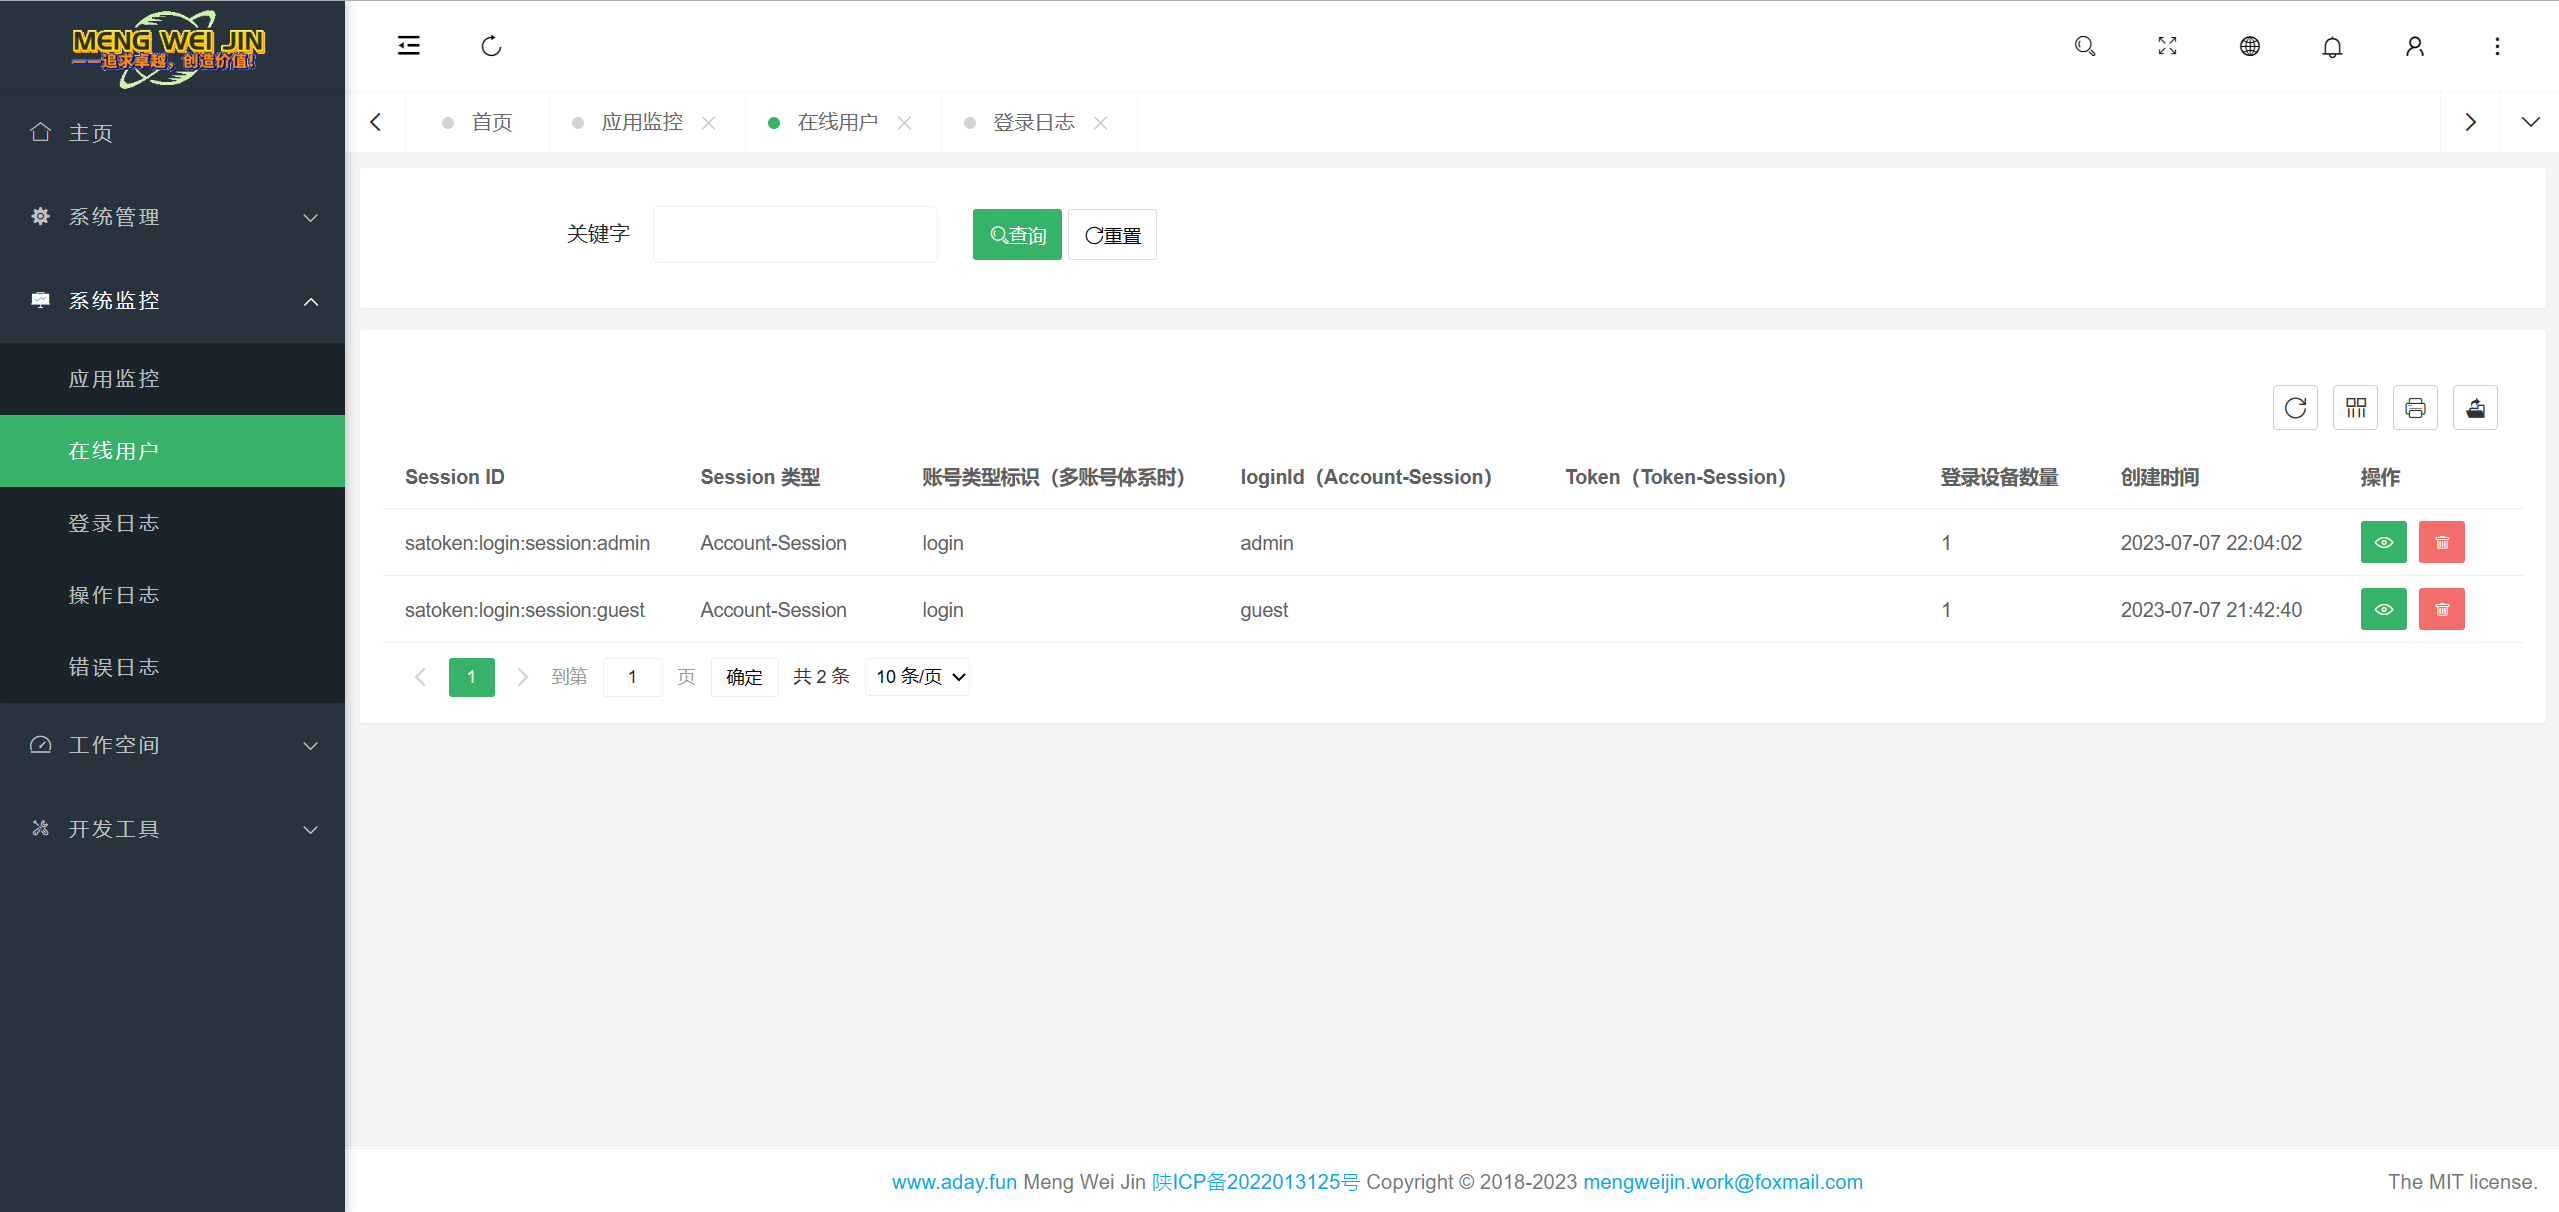 MENG WEI JIN
——追求卓越，创造价值!
主页
系统管理
系统监控
应用监控
在线用户
登录日志
操作日志
错误日志
工作空间
开发工具
首页
应用监控
在线用户
登录日志
关键字
查询
重置
Session ID Session 类型 账号类型标识（多账号体系时） loginId（Account-Session） Token（Token-Session） 登录设备数量 创建时间 操作
satoken:login:session:admin Account-Session login admin 1 2023-07-07 22:04:02
satoken:login:session:guest Account-Session login guest 1 2023-07-07 21:42:40
1 到第 1 页 确定 共 2 条 10 条/页
www.aday.fun Meng Wei Jin 陕ICP备2022013125号 Copyright © 2018-2023 mengweijin.work@foxmail.com
The MIT license.